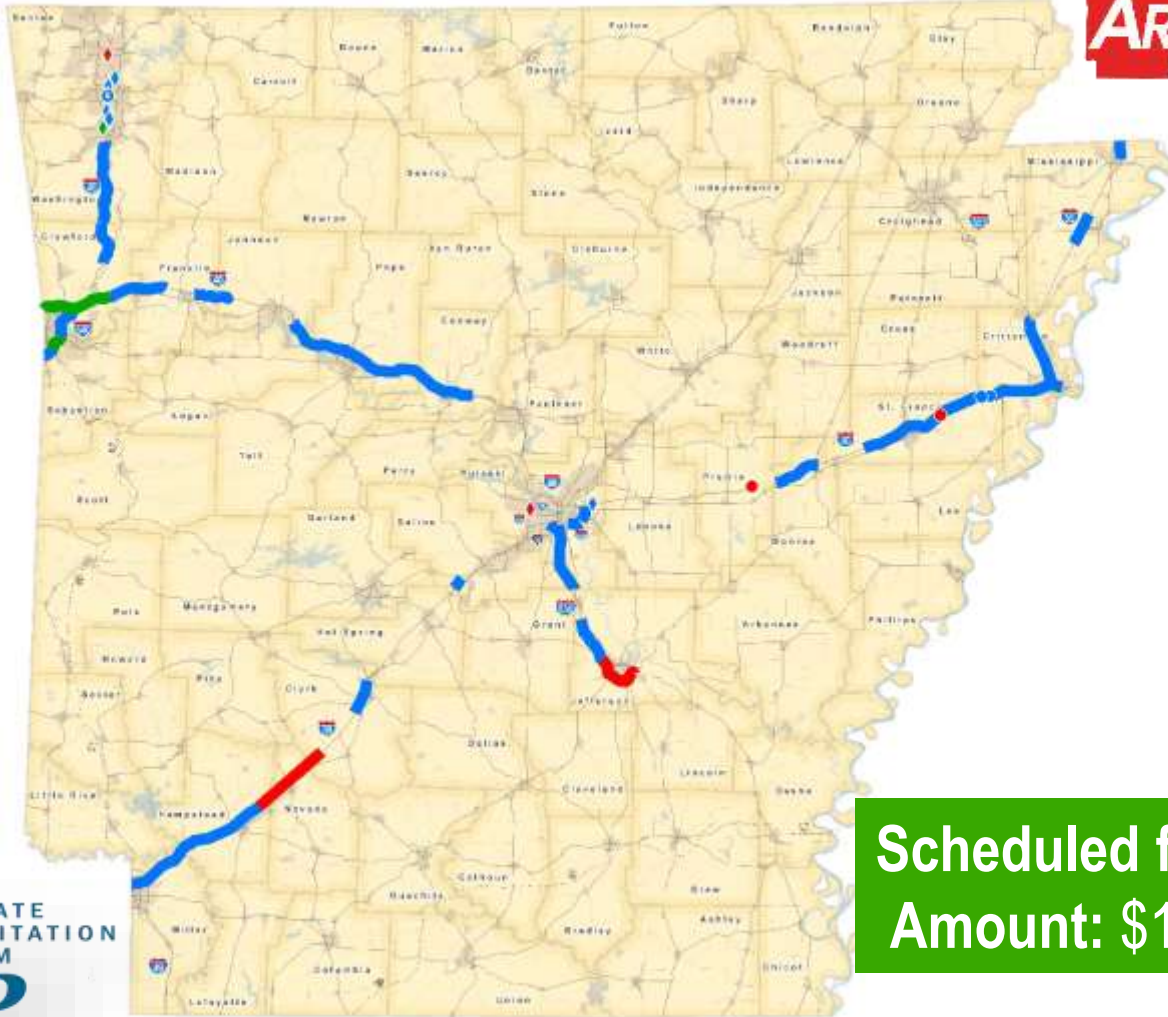 Benton
Boone
Marion
Fulton
Randolph
Clay
AR
Carroll
Baxter
Sharp
Greene
Izard
Lawrence
Mississippi
Madison
Searcy
Stone
Independence
Washington
Newton
Craighead
Crawford
Johnson
Van Buren
Cleburne
Franklin
Pope
Jackson
Poinsett
Conway
White
Woodruff
Cross
Crittenden
Sebastian
Logan
Faulkner
St. Francis
Yell
Perry
Pulaski
Prairie
Scott
Garland
Saline
Lonoke
Lee
Monroe
Polk
Montgomery
Hot Spring
Grant
Arkansas
Phillips
Howard
Sevier
Pike
Clark
Jefferson
Dallas
Lincoln
Cleveland
Desha
Little River
Hempstead
Nevada
Calhoun
Scheduled f
Amount: $1
ATE
ITATION
M
Ouachita
Drew
Miller
Bradley
Ashley
Columbia
Chicot
Lafayette
Union